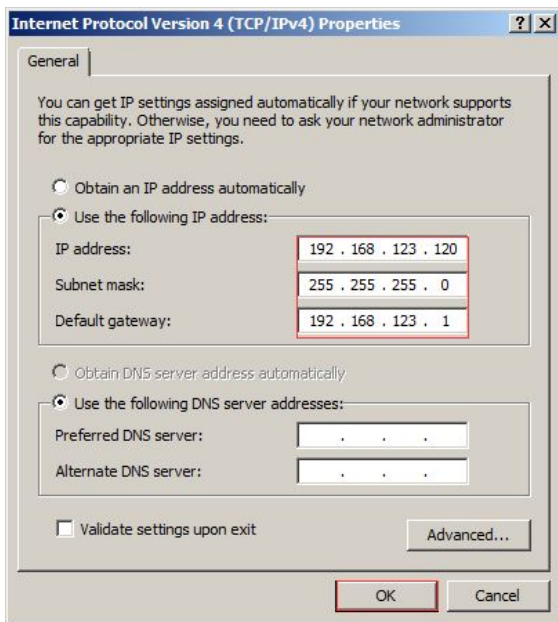 Internet Protocol Version 4 (TCP/IPv4) Properties
General
You can get IP settings assigned automatically if your network supports
this capability. Otherwise, you need to ask your network administrator
for the appropriate IP settings.
Obtain an IP address automatically
Use the following IP address:
IP address: 192 . 168 . 123 . 120
Subnet mask: 255 . 255 . 255 . 0
Default gateway: 192 . 168 . 123 . 1
Obtain DNS server address automatically
Use the following DNS server addresses:
Preferred DNS server: . . .
Alternate DNS server: . . .
Validate settings upon exit
Advanced...
OK Cancel